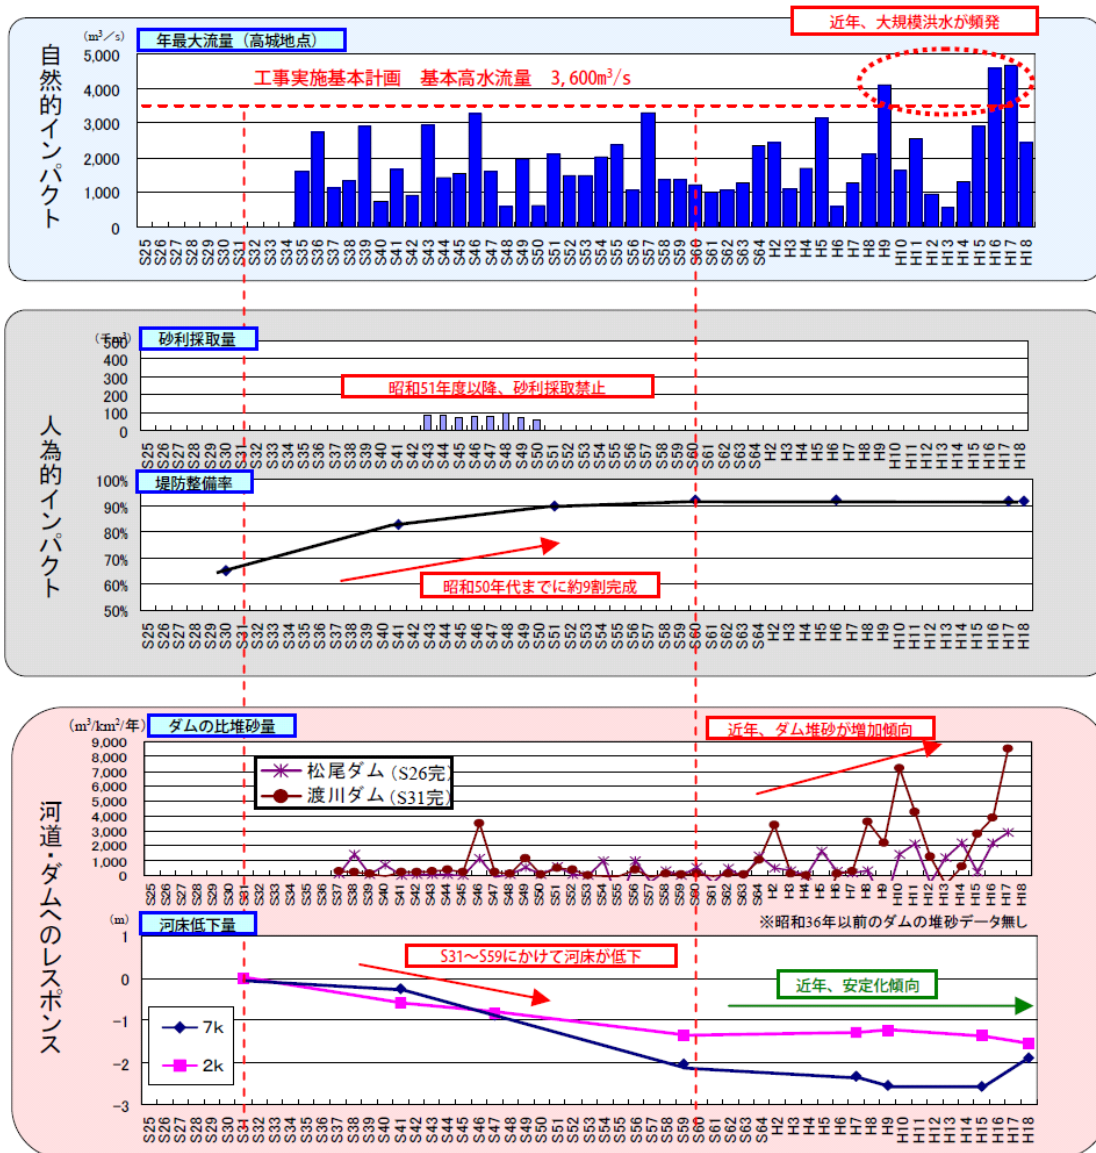 自然的インパクト
(m³/s)
年最大流量（高城地点）
近年、大規模洪水が頻発
工事実施基本計画　基本高水流量　3,600m³/s
5,000
4,000
3,000
2,000
1,000
0
S25 S26 S27 S28 S29 S30 S31 S32 S33 S34 S35 S36 S37 S38 S39 S40 S41 S42 S43 S44 S45 S46 S47 S48 S49 S50 S51 S52 S53 S54 S55 S56 S57 S58 S59 S60 S61 S62 S63 S64 H2 H3 H4 H5 H6 H7 H8 H9 H10 H11 H12 H13 H14 H15 H16 H17 H18
人為的インパクト
(千m³)
砂利採取量
昭和51年度以降、砂利採取禁止
500
400
300
200
100
0
S25 S26 S27 S28 S29 S30 S31 S32 S33 S34 S35 S36 S37 S38 S39 S40 S41 S42 S43 S44 S45 S46 S47 S48 S49 S50 S51 S52 S53 S54 S55 S56 S57 S58 S59 S60 S61 S62 S63 S64 H2 H3 H4 H5 H6 H7 H8 H9 H10 H11 H12 H13 H14 H15 H16 H17 H18
堤防整備率
昭和50年代までに約9割完成
100%
90%
80%
70%
60%
50%
S25 S26 S27 S28 S29 S30 S31 S32 S33 S34 S35 S36 S37 S38 S39 S40 S41 S42 S43 S44 S45 S46 S47 S48 S49 S50 S51 S52 S53 S54 S55 S56 S57 S58 S59 S60 S61 S62 S63 S64 H2 H3 H4 H5 H6 H7 H8 H9 H10 H11 H12 H13 H14 H15 H16 H17 H18
河道・ダムへのレスポンス
(m³/km²/年)
ダムの比堆砂量
近年、ダム堆砂が増加傾向
松尾ダム（S26完）
渡川ダム（S31完）
9,000
8,000
7,000
6,000
5,000
4,000
3,000
2,000
1,000
0
S25 S26 S27 S28 S29 S30 S31 S32 S33 S34 S35 S36 S37 S38 S39 S40 S41 S42 S43 S44 S45 S46 S47 S48 S49 S50 S51 S52 S53 S54 S55 S56 S57 S58 S59 S60 S61 S62 S63 S64 H2 H3 H4 H5 H6 H7 H8 H9 H10 H11 H12 H13 H14 H15 H16 H17 H18
(m)
河床低下量
※昭和36年以前のダムの堆砂データ無し
S31～S59にかけて河床が低下
近年、安定化傾向
7k
2k
1
0
-1
-2
-3
S25 S26 S27 S28 S29 S30 S31 S32 S33 S34 S35 S36 S37 S38 S39 S40 S41 S42 S43 S44 S45 S46 S47 S48 S49 S50 S51 S52 S53 S54 S55 S56 S57 S58 S59 S60 S61 S62 S63 S64 H2 H3 H4 H5 H6 H7 H8 H9 H10 H11 H12 H13 H14 H15 H16 H17 H18